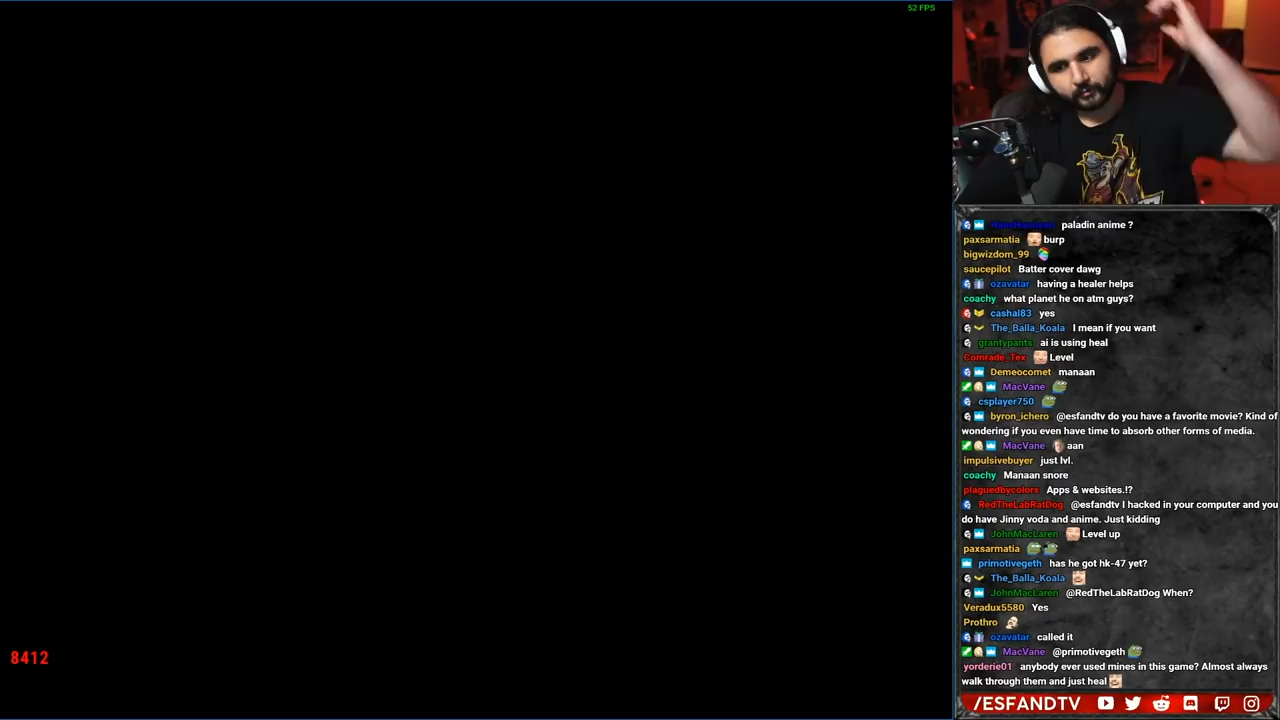 52 FPS
paladin anime ?
paxsarmatia burp
bigwizdom_99
saucepilot Batter cover dawg
ozavatar having a healer helps
coachy what planet he on atm guys?
cashal83 yes
The_Balla_Koala I mean if you want
grantypants ai is using heal
Comrade_Tex Level
Demeocomet manaan
MacVane
csplayer750
byron_ichero @esfandtv do you have a favorite movie? Kind of
wondering if you even have time to absorb other forms of media.
MacVane aan
impulsivebuyer just lvl.
coachy Manaan snore
plaguedbycolors Apps & websites.!?
RedTheLabRatDog @esfandtv I hacked in your computer and you
do have Jinny voda and anime. Just kidding
JohnMacLaren Level up
paxsarmatia
primotivegeth has he got hk-47 yet?
The_Balla_Koala
JohnMacLaren @RedTheLabRatDog When?
Veradux5580 Yes
Prothro
ozavatar called it
MacVane @primotivegeth
yorderie01 anybody ever used mines in this game? Almost always
walk through them and just heal
8412
/ESFANDTV